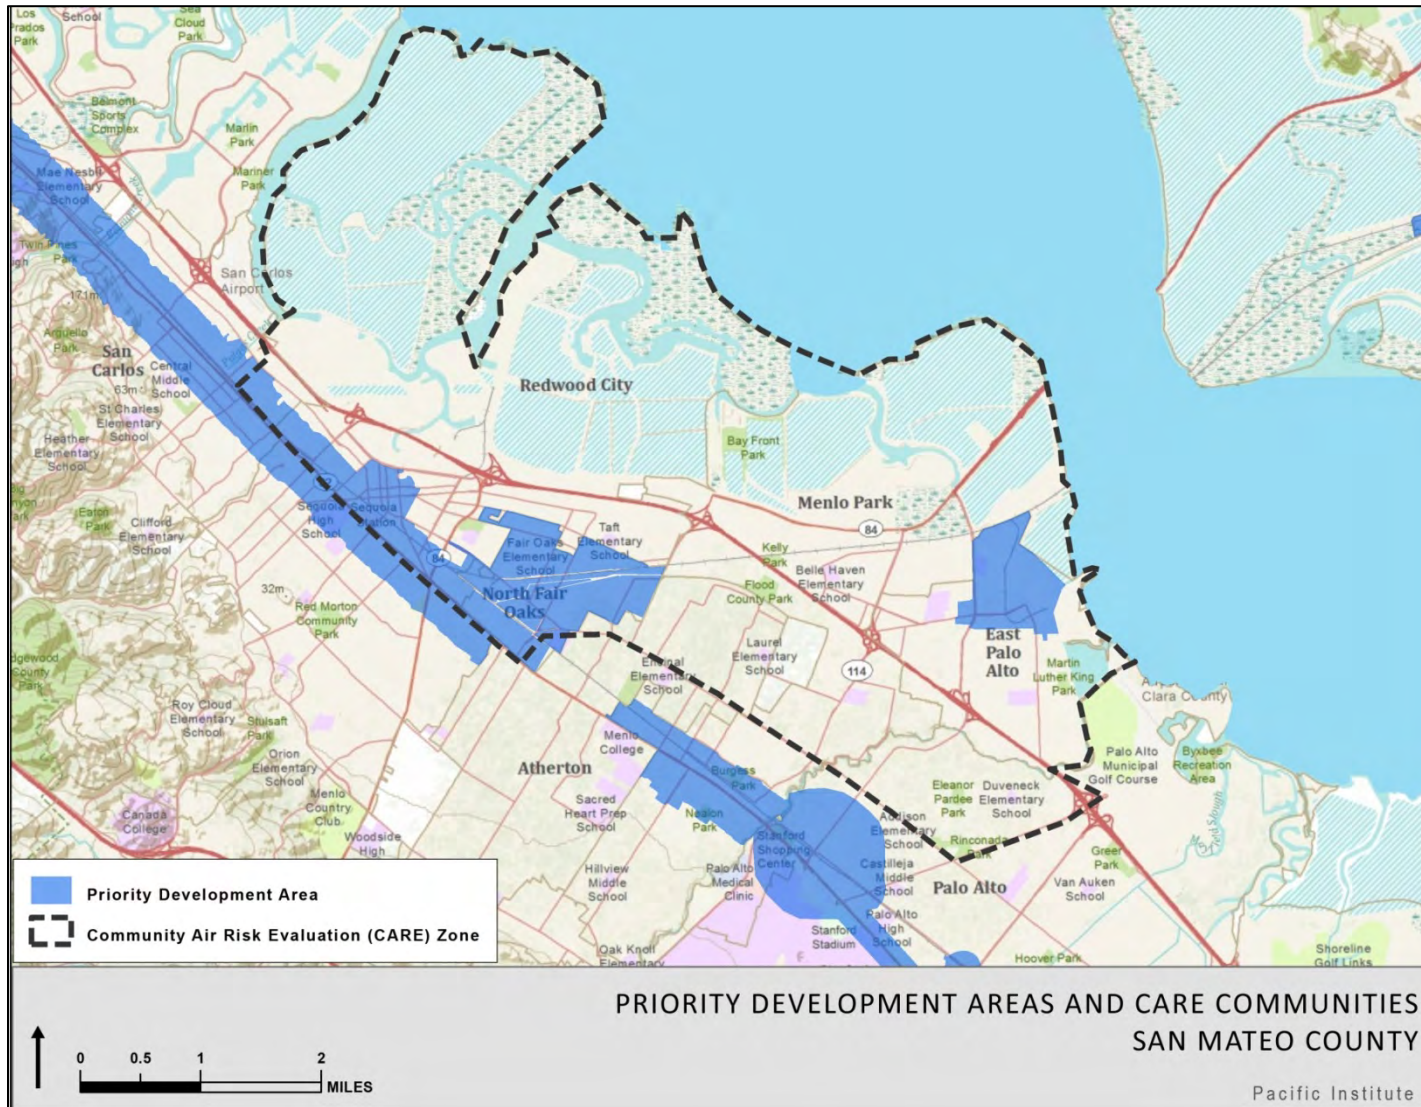 Los
Prados
Park
School
Sea
Cloud
Park
Belmont
Sports
Complex
Marlin
Park
Mariner
Park
Mae Nesbit
Elementary
School
Twin Pines
Park
171m
San Carlos
Airport
Arguello
Park
San
Carlos
Central
Middle
School
63m
St Charles
Elementary
School
Heather
Elementary
School
Eaton
Park
Clifford
Elementary
School
Redwood City
Bay Front
Park
Menlo Park
84
Sequoia
High
School
Sequoia
Station
84
Fair Oaks
Elementary
School
Taft
Elementary
School
North Fair
Oaks
Kelly
Park
Flood
County Park
Belle Haven
Elementary
School
32m
Red Morton
Community
Park
Edgewood
County
Park
Roy Cloud
Elementary
School
Stulsaft
Park
Orion
Elementary
School
Encinal
Elementary
School
Laurel
Elementary
School
114
East
Palo
Alto
Martin
Luther King
Park
Clara County
Palo Alto
Municipal
Golf Course
Byxbee
Recreation
Area
Menlo
College
Atherton
Sacred
Heart Prep
School
Burgess
Park
Nealon
Park
Stanford
Shopping
Center
Eleanor
Pardee
Park
Duveneck
Elementary
School
Addison
Elementary
School
Rinconada
Park
Canada
College
Menlo
Country
Club
Woodside
High
Hillview
Middle
School
Palo Alto
Medical
Clinic
Castilleja
Middle
School
Palo Alto
Greer
Park
Van Auken
School
Palo Alto
High
School
Stanford
Stadium
Oak Knoll
Elementary
Hoover Park
Shoreline
Golf Links
Priority Development Area
Community Air Risk Evaluation (CARE) Zone
PRIORITY DEVELOPMENT AREAS AND CARE COMMUNITIES
SAN MATEO COUNTY
0 0.5 1 2
MILES
Pacific Institute